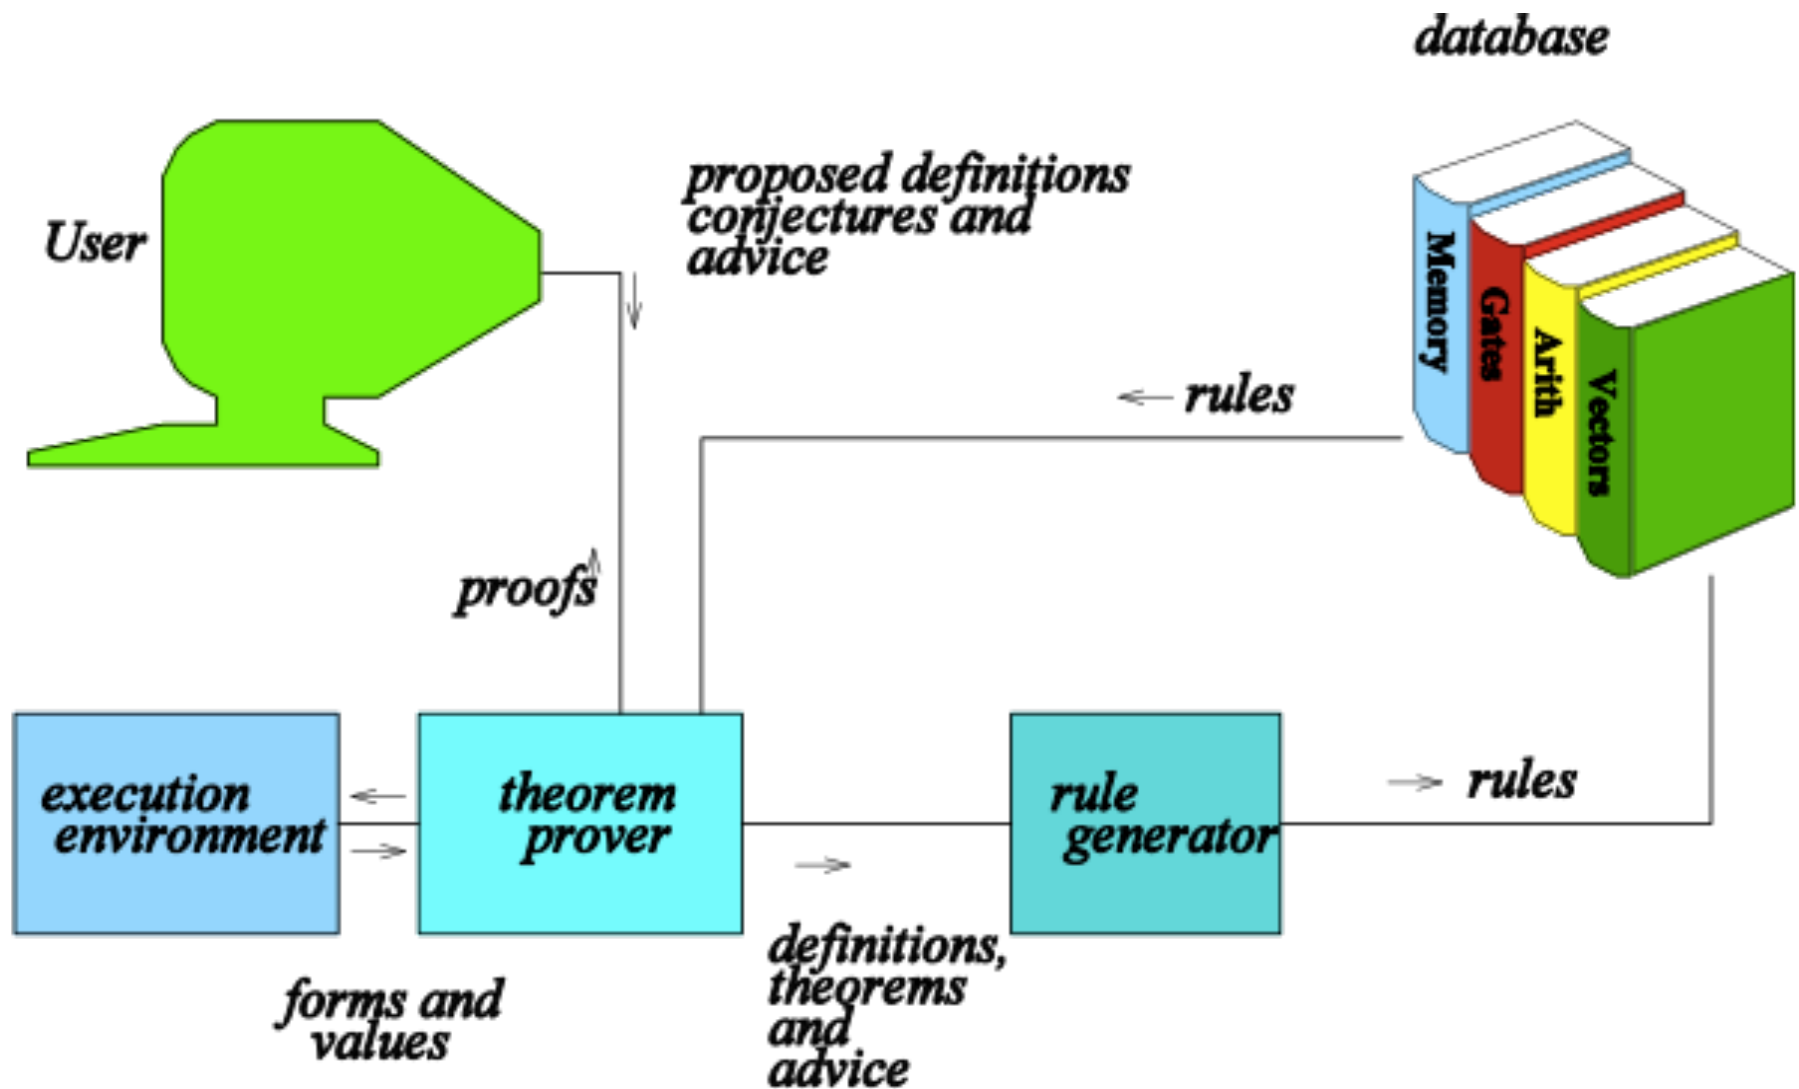 database
proposed definitions
conjectures and
advice
User
Memory
Gates
Arith
Vectors
rules
proofs
execution
environment
theorem
prover
rule
generator
rules
forms and
values
definitions,
theorems
and
advice